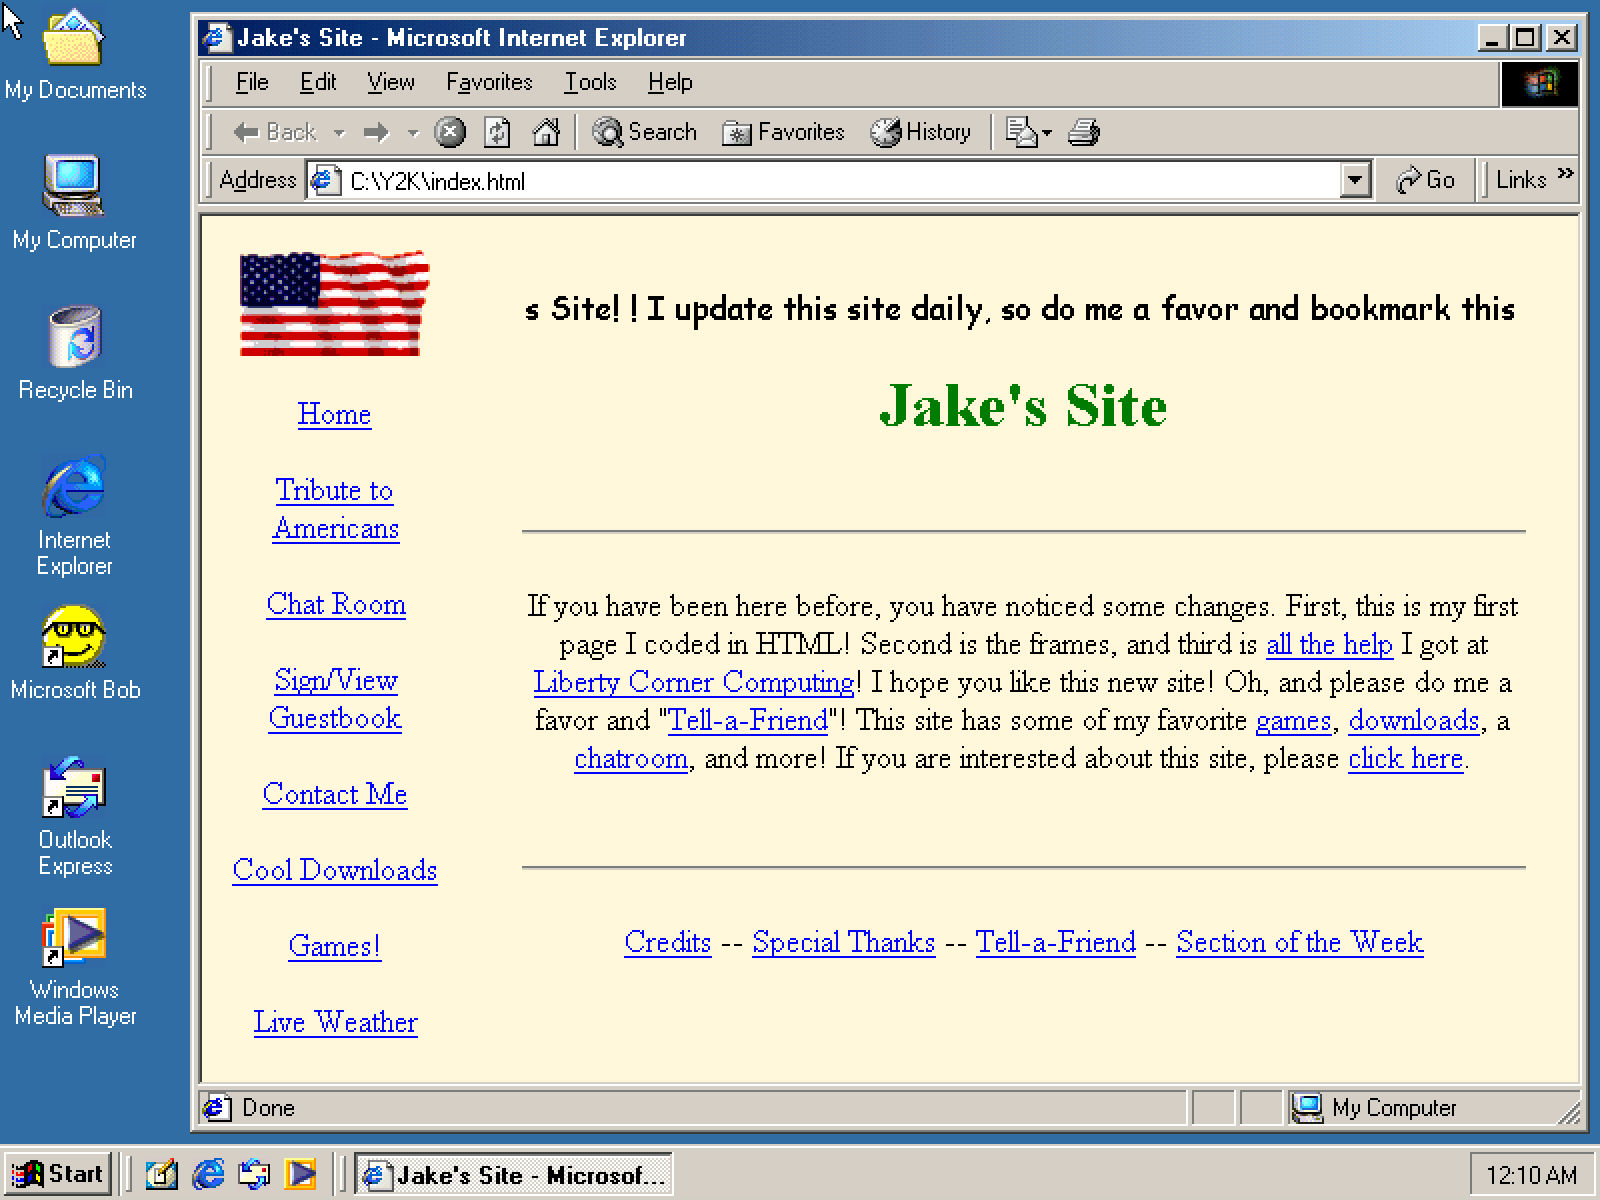 My Documents
My Computer
Recycle Bin
Internet
Explorer
Microsoft Bob
Outlook
Express
Windows
Media Player
Jake's Site - Microsoft Internet Explorer
File Edit View Favorites Tools Help
Back Search Favorites History
Address C:\Y2K\index.html Go Links »
s Site! ! I update this site daily, so do me a favor and bookmark this
Jake's Site
Home
Tribute to
Americans
Chat Room
Sign/View
Guestbook
Contact Me
Cool Downloads
Games!
Live Weather
If you have been here before, you have noticed some changes. First, this is my first
page I coded in HTML! Second is the frames, and third is all the help I got at
Liberty Corner Computing! I hope you like this new site! Oh, and please do me a
favor and "Tell-a-Friend"! This site has some of my favorite games, downloads, a
chatroom, and more! If you are interested about this site, please click here.
Credits -- Special Thanks -- Tell-a-Friend -- Section of the Week
Done My Computer
Start Jake's Site - Microsof... 12:10 AM